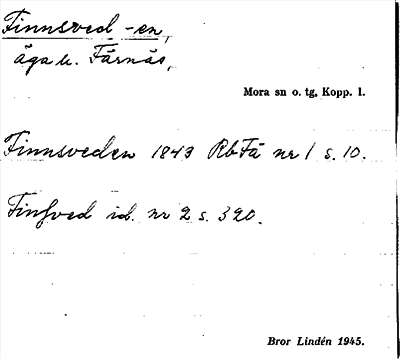 Finnsved -en,
äga u. Färnäs,
Mora sn o. tg, Kopp. l.
Finnsveden 1843 RbFä nr 1 s. 10.
Finsved id. nr 2 s. 320.
Bror Lindén 1945.